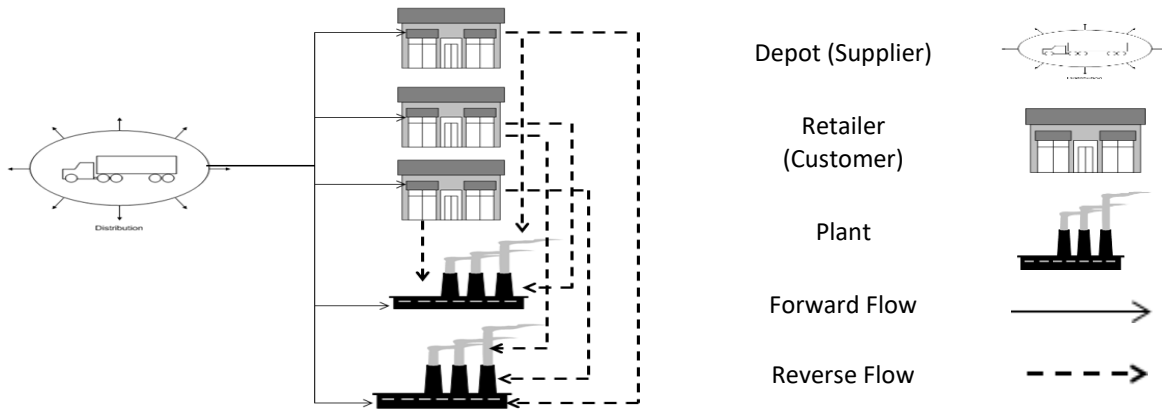 Distribution
Depot (Supplier)
Retailer
(Customer)
Plant
Forward Flow
Reverse Flow